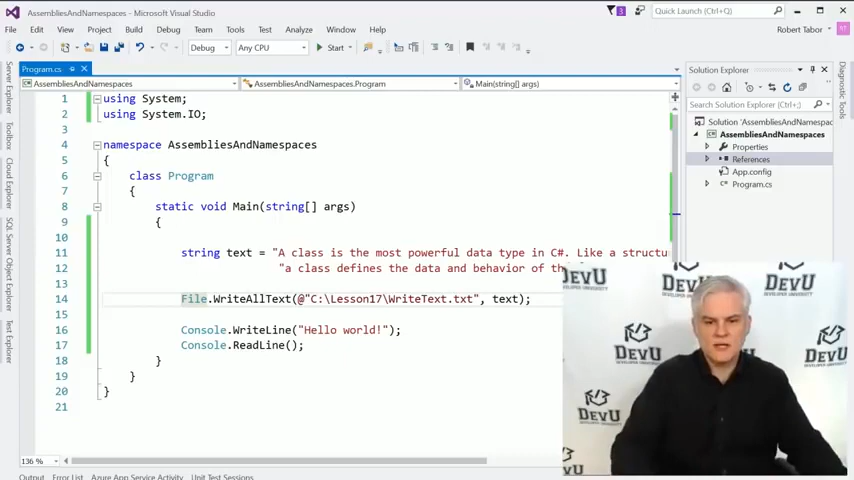 AssembliesAndNamespaces - Microsoft Visual Studio
3
Quick Launch (Ctrl+Q)
File Edit View Project Build Debug Team Tools Test Analyze Window Help
Robert Tabor
Debug Any CPU Start
Program.cs
AssembliesAndNamespaces AssembliesAndNamespaces.Program Main(string[] args)
1 using System;
2 using System.IO;
3
4 namespace AssembliesAndNamespaces
5 {
6 class Program
7 {
8 static void Main(string[] args)
9 {
10
11 string text = "A class is the most powerful data type in C#. Like a structu
12 "a class defines the data and behavior of th
13
14 File.WriteAllText(@"C:\Lesson17\WriteText.txt", text);
15
16 Console.WriteLine("Hello world!");
17 Console.ReadLine();
18 }
19 }
20 }
21
136 %
Output Error List Azure App Service Activity Unit Test Sessions
Server Explorer
Toolbox
Cloud Explorer
SQL Server Object Explorer
Test Explorer
Solution Explorer
Search Solution Explorer (Ctrl+;)
Solution 'AssembliesAndNamespac
AssembliesAndNamespaces
Properties
References
App.config
Program.cs
Diagnostic Tools
DevU
DevU
DevU
DevU
DEVELOPER UNIVERSITY
DevU
DEVELOPER UNIVERSITY
DevU
DEVELOPER UNIVERSITY
DevU